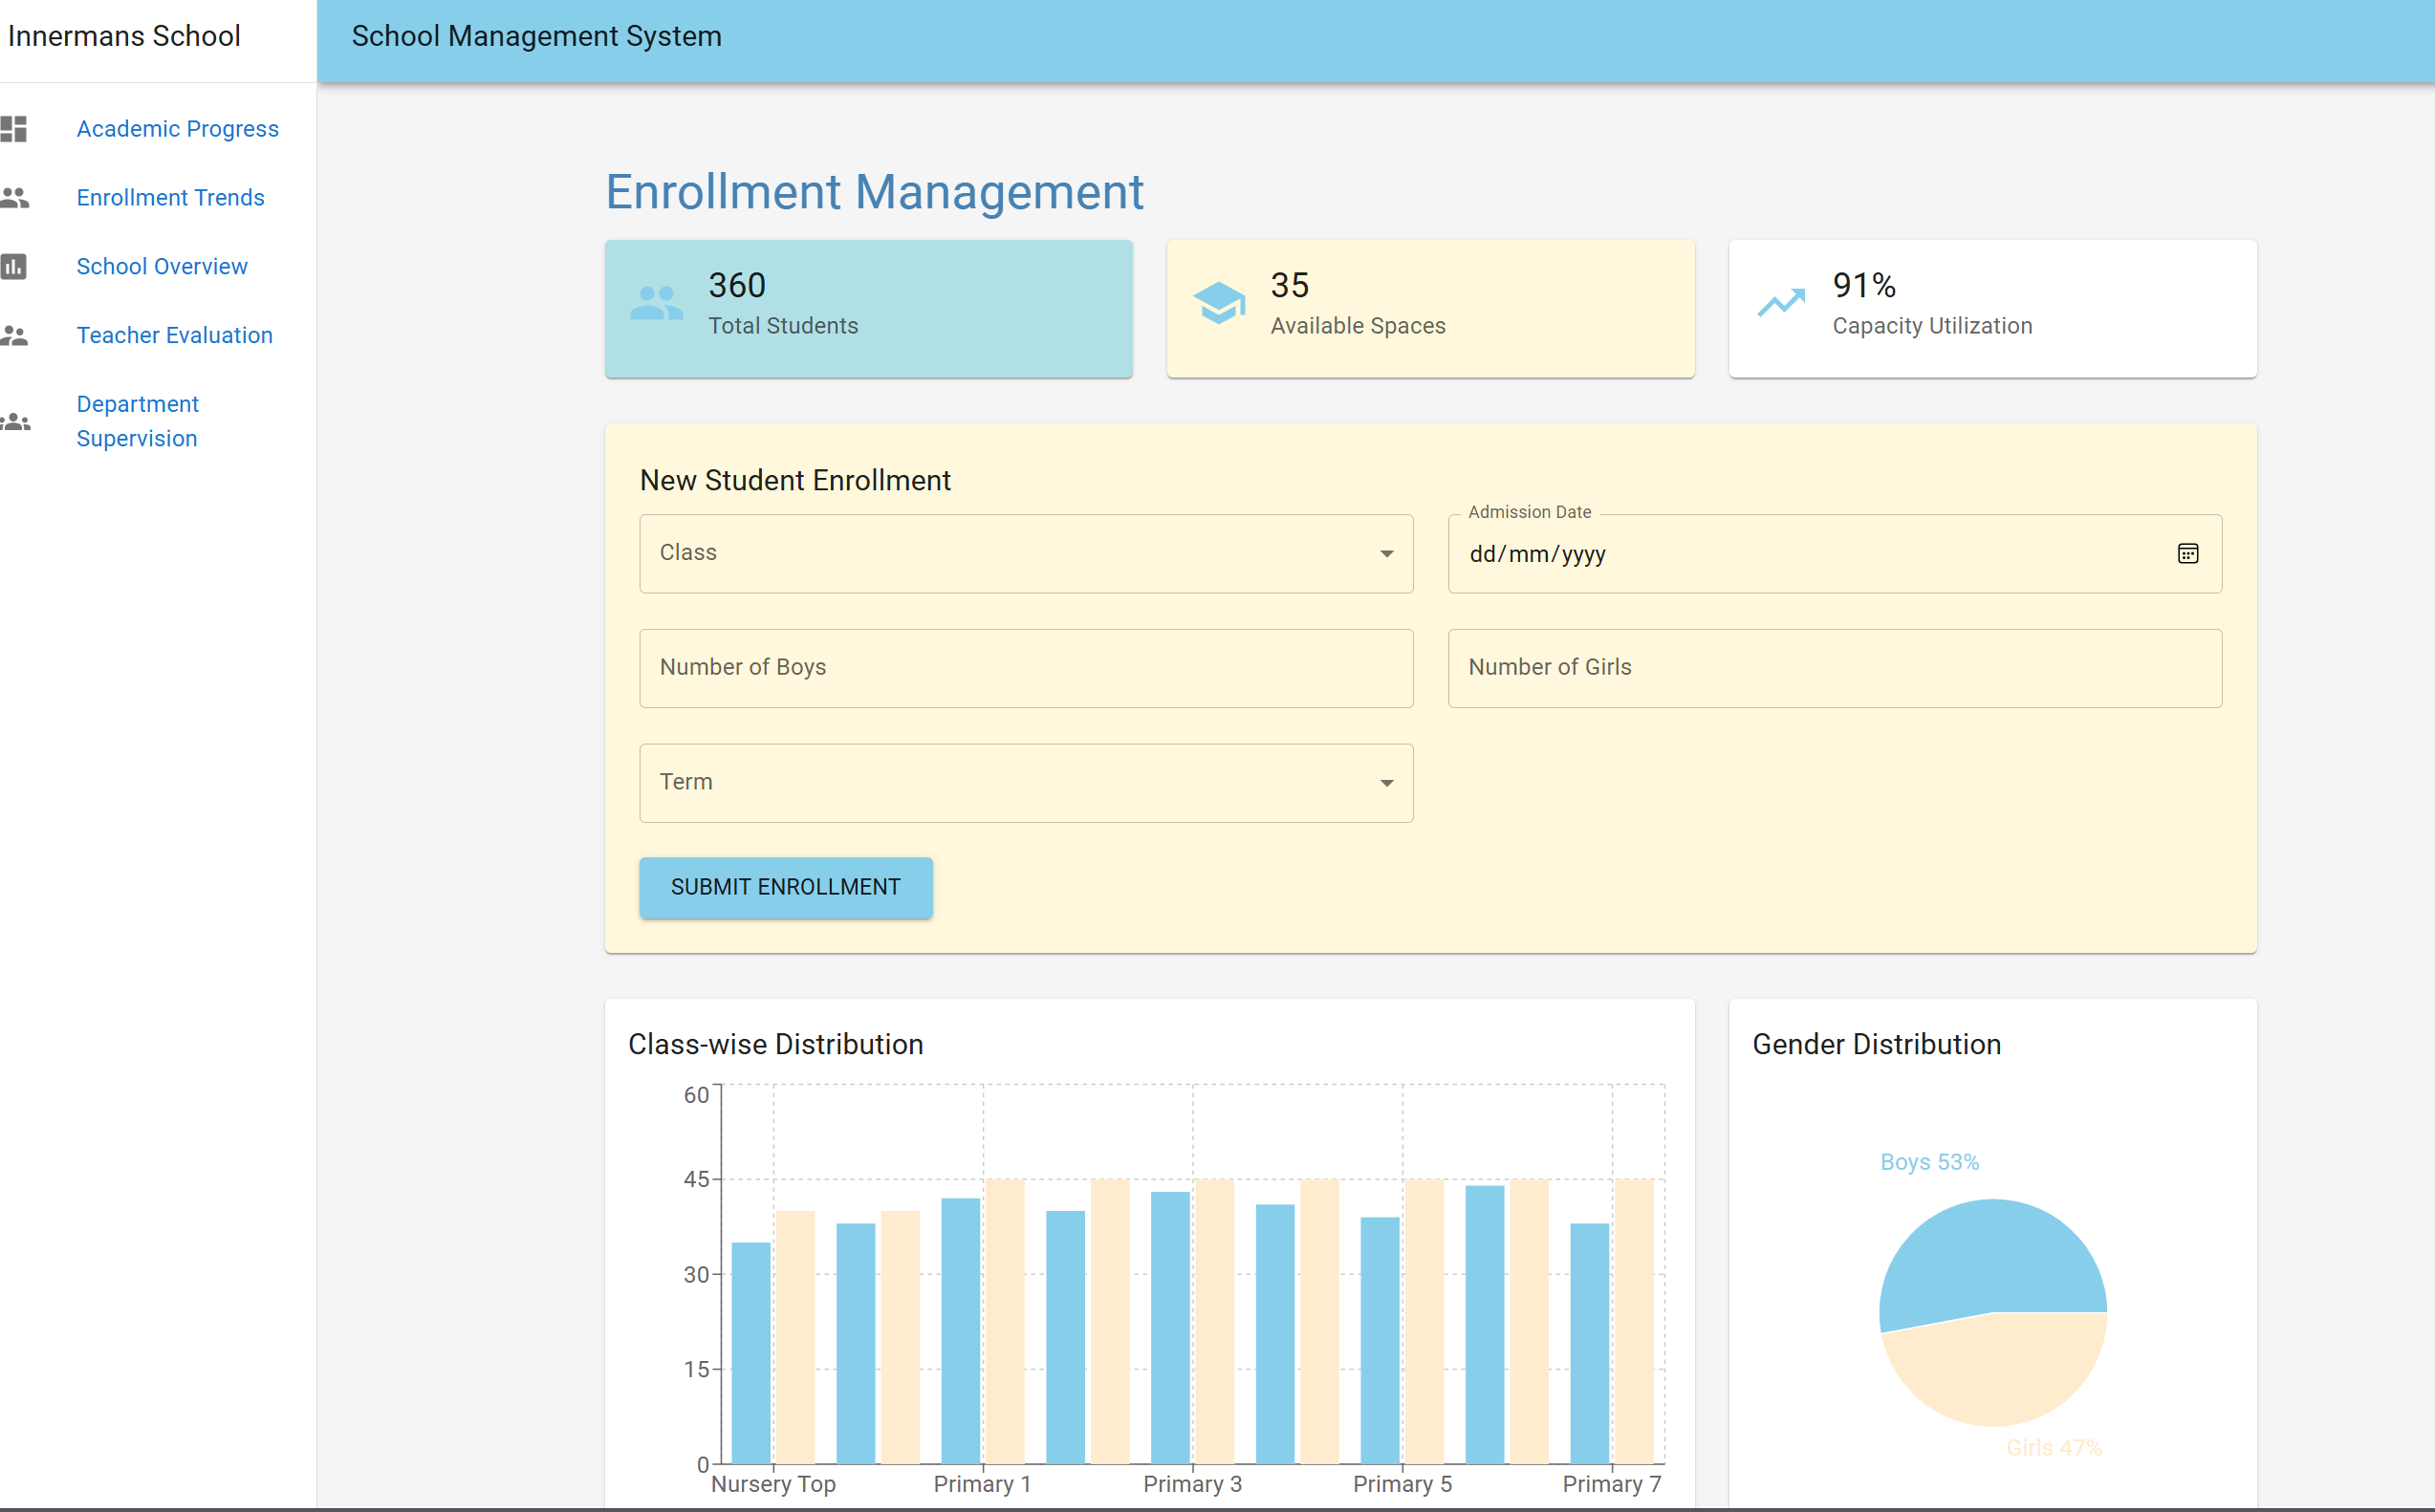 Innermans School
School Management System
Academic Progress
Enrollment Trends
School Overview
Teacher Evaluation
Department
Supervision
Enrollment Management
360
Total Students
35
Available Spaces
91%
Capacity Utilization
New Student Enrollment
Class
Admission Date
dd/mm/yyyy
Number of Boys
Number of Girls
Term
SUBMIT ENROLLMENT
Class-wise Distribution
60
45
30
15
0
Nursery Top
Primary 1
Primary 3
Primary 5
Primary 7
Gender Distribution
Boys 53%
Girls 47%